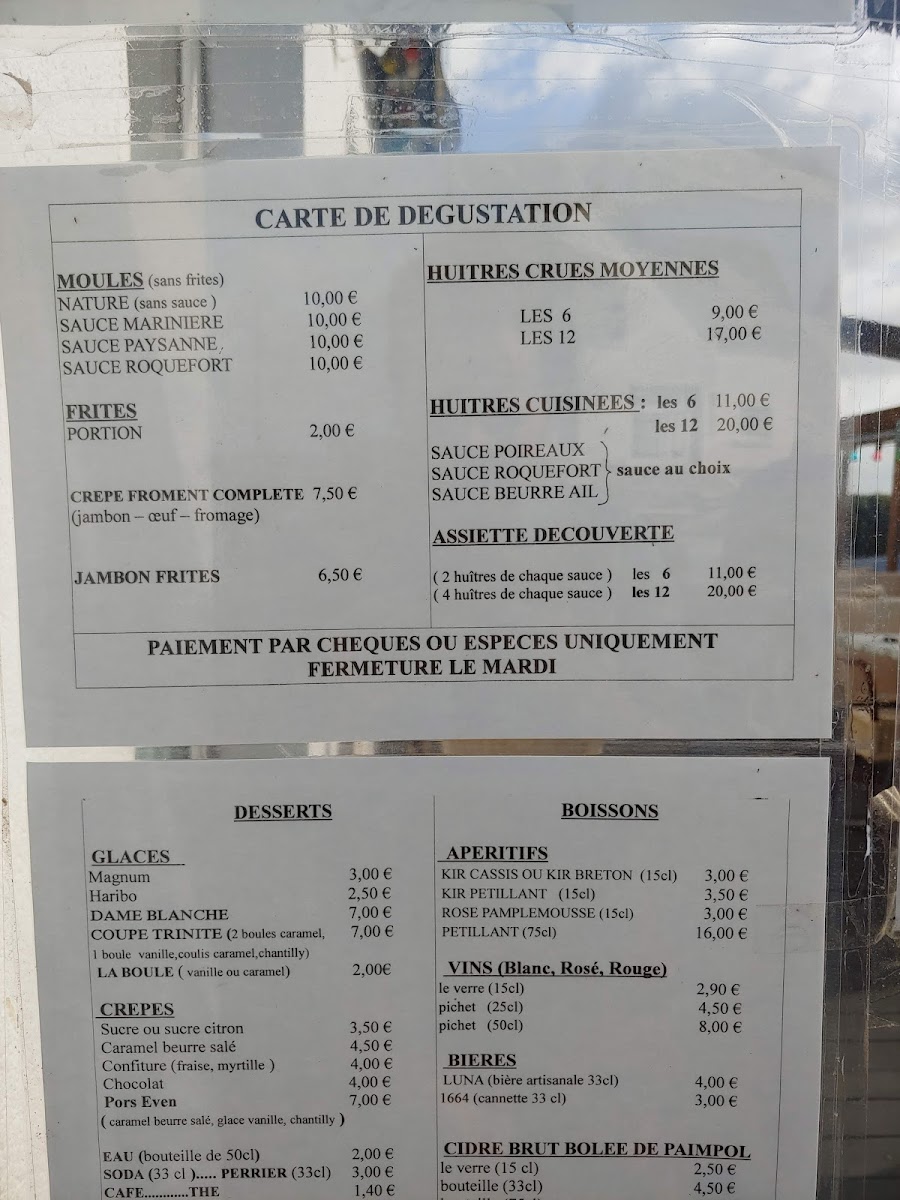 CARTE DE DEGUSTATION
MOULES (sans frites)
NATURE (sans sauce ) 10,00 €
SAUCE MARINIERE 10,00 €
SAUCE PAYSANNE 10,00 €
SAUCE ROQUEFORT 10,00 €
FRITES
PORTION 2,00 €
CREPE FROMENT COMPLETE 7,50 €
(jambon – œuf – fromage)
JAMBON FRITES 6,50 €
HUITRES CRUES MOYENNES
LES 6 9,00 €
LES 12 17,00 €
HUITRES CUISINEES : les 6 11,00 €
les 12 20,00 €
SAUCE POIREAUX
SAUCE ROQUEFORT sauce au choix
SAUCE BEURRE AIL
ASSIETTE DECOUVERTE
( 2 huîtres de chaque sauce ) les 6 11,00 €
( 4 huîtres de chaque sauce ) les 12 20,00 €
PAIEMENT PAR CHEQUES OU ESPECES UNIQUEMENT
FERMETURE LE MARDI
DESSERTS
GLACES
Magnum 3,00 €
Haribo 2,50 €
DAME BLANCHE 7,00 €
COUPE TRINITE (2 boules caramel, 7,00 €
1 boule vanille,coulis caramel,chantilly)
LA BOULE ( vanille ou caramel) 2,00€
CREPES
Sucre ou sucre citron 3,50 €
Caramel beurre salé 4,50 €
Confiture (fraise, myrtille ) 4,00 €
Chocolat 4,00 €
Pors Even 7,00 €
( caramel beurre salé, glace vanille, chantilly )
EAU (bouteille de 50cl) 2,00 €
SODA (33 cl )..... PERRIER (33cl) 3,00 €
CAFE............THE 1,40 €
BOISSONS
APERITIFS
KIR CASSIS OU KIR BRETON (15cl) 3,00 €
KIR PETILLANT (15cl) 3,50 €
ROSE PAMPLEMOUSSE (15cl) 3,00 €
PETILLANT (75cl) 16,00 €
VINS (Blanc, Rosé, Rouge)
le verre (15cl) 2,90 €
pichet (25cl) 4,50 €
pichet (50cl) 8,00 €
BIERES
LUNA (bière artisanale 33cl) 4,00 €
1664 (cannette 33 cl) 3,00 €
CIDRE BRUT BOLEE DE PAIMPOL
le verre (15 cl) 2,50 €
bouteille (33cl) 4,50 €